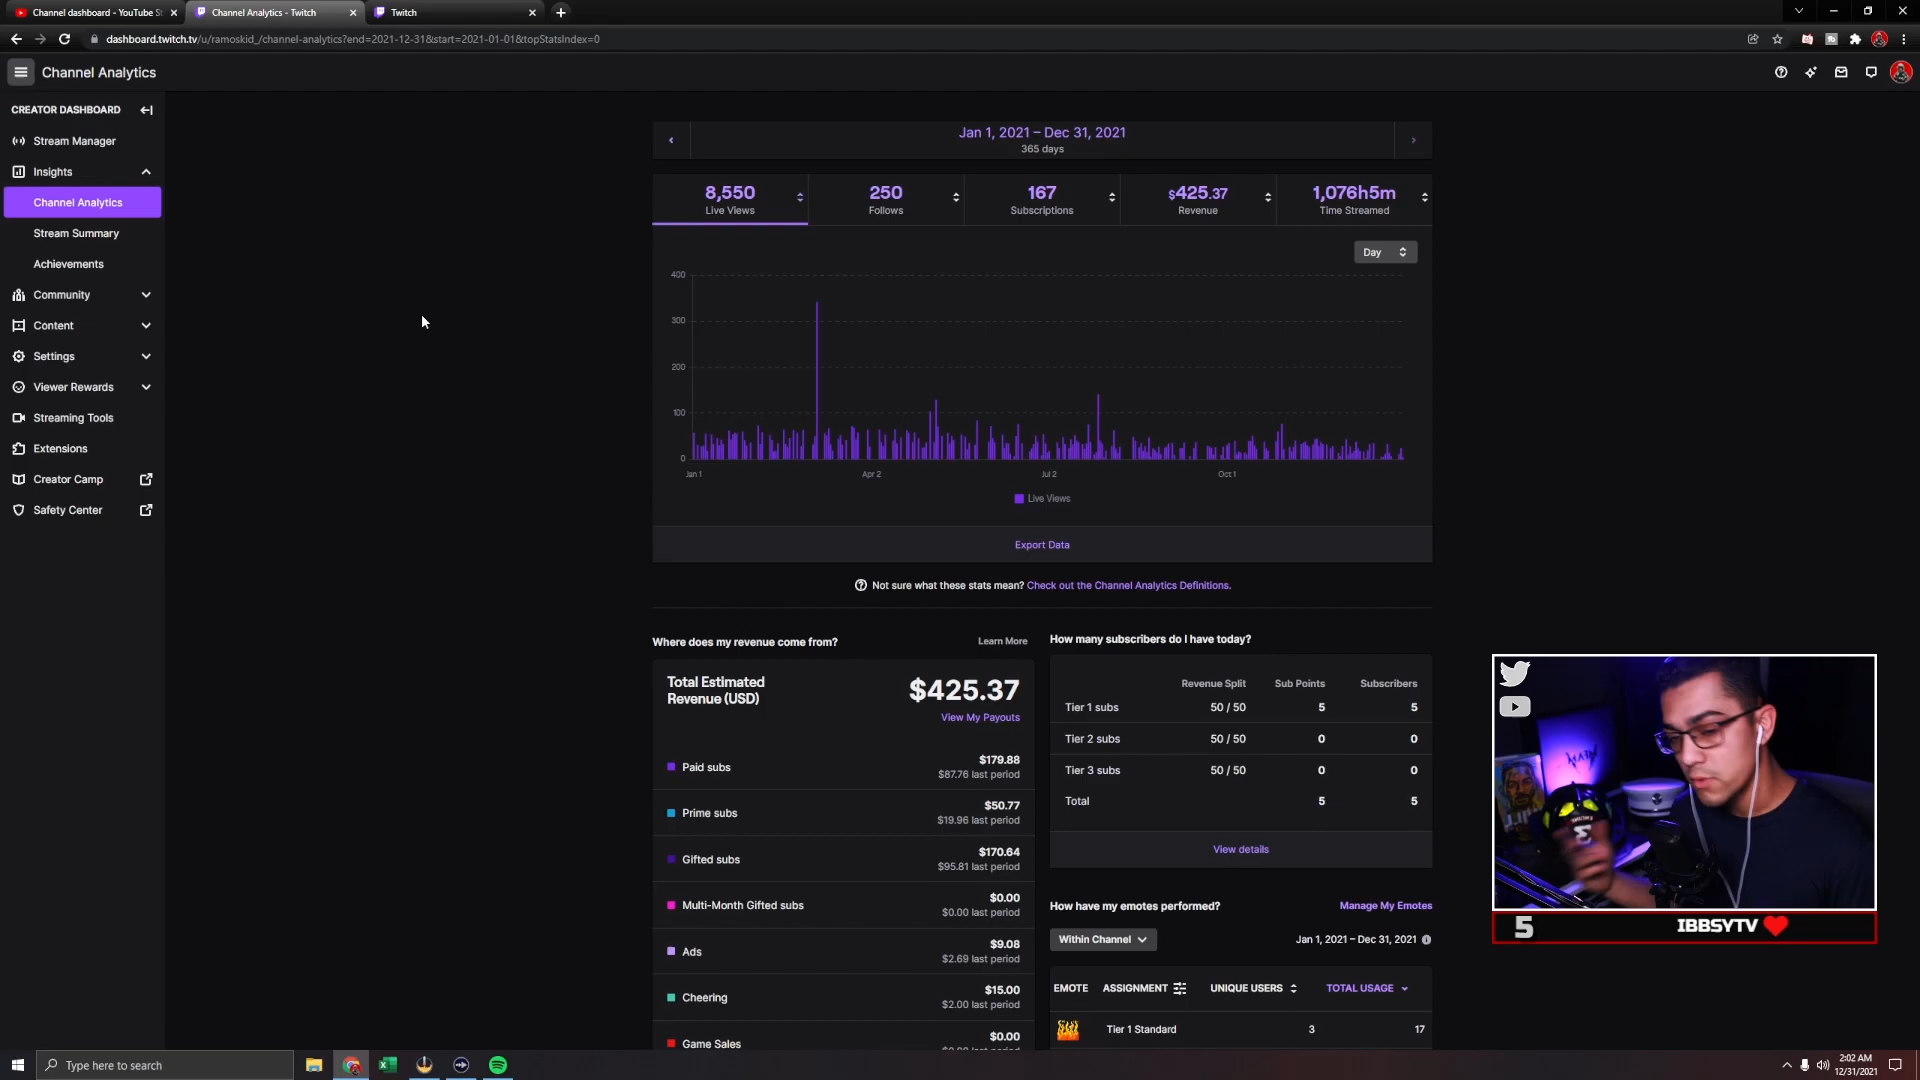 Channel dashboard - YouTube St
Channel Analytics - Twitch
Twitch
dashboard.twitch.tv/u/ramoskid_/channel-analytics?end=2021-12-31&start=2021-01-01&topStatsIndex=0
Channel Analytics
CREATOR DASHBOARD
Stream Manager
Insights
Channel Analytics
Stream Summary
Achievements
Community
Content
Settings
Viewer Rewards
Streaming Tools
Extensions
Creator Camp
Safety Center
Jan 1, 2021 – Dec 31, 2021
365 days
8,550 250 167 $425.37 1,076h5m
Live Views Follows Subscriptions Revenue Time Streamed
Day
400
300
200
100
0
Jan 1 Apr 2 Jul 2 Oct 1
Live Views
Export Data
Not sure what these stats mean? Check out the Channel Analytics Definitions.
Where does my revenue come from? Learn More
Total Estimated
Revenue (USD)
$425.37
View My Payouts
Paid subs $179.88
$87.76 last period
Prime subs $50.77
$19.96 last period
Gifted subs $170.64
$95.81 last period
Multi-Month Gifted subs $0.00
$0.00 last period
Ads $9.08
$2.69 last period
Cheering $15.00
$2.00 last period
Game Sales $0.00
How many subscribers do I have today?
Revenue Split Sub Points Subscribers
Tier 1 subs 50 / 50 5 5
Tier 2 subs 50 / 50 0 0
Tier 3 subs 50 / 50 0 0
Total 5 5
View details
How have my emotes performed? Manage My Emotes
Within Channel Jan 1, 2021 – Dec 31, 2021
EMOTE ASSIGNMENT UNIQUE USERS TOTAL USAGE
Tier 1 Standard 3 17
5 IBBSYTV
Type here to search
2:02 AM
12/31/2021